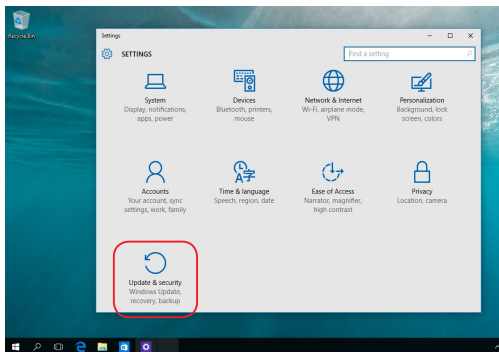 Recycle Bin
Settings
SETTINGS
Find a setting
System
Display, notifications,
apps, power
Devices
Bluetooth, printers,
mouse
Network & Internet
Wi-Fi, airplane mode,
VPN
Personalization
Background, lock
screen, colors
Accounts
Your account, sync
settings, work, family
Time & language
Speech, region, date
Ease of Access
Narrator, magnifier,
high contrast
Privacy
Location, camera
Update & security
Windows Update,
recovery, backup